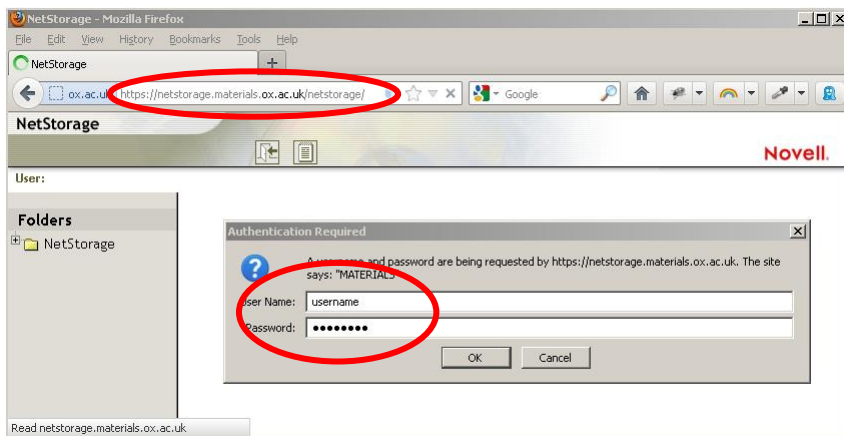 NetStorage - Mozilla Firefox
File Edit View History Bookmarks Tools Help
NetStorage
ox.ac.uk https://netstorage.materials.ox.ac.uk/netstorage/ Google
NetStorage
Novell.
User:
Folders
NetStorage
Authentication Required
A username and password are being requested by https://netstorage.materials.ox.ac.uk. The site
says: "MATERIALS"
User Name: username
Password: ••••••••
OK Cancel
Read netstorage.materials.ox.ac.uk